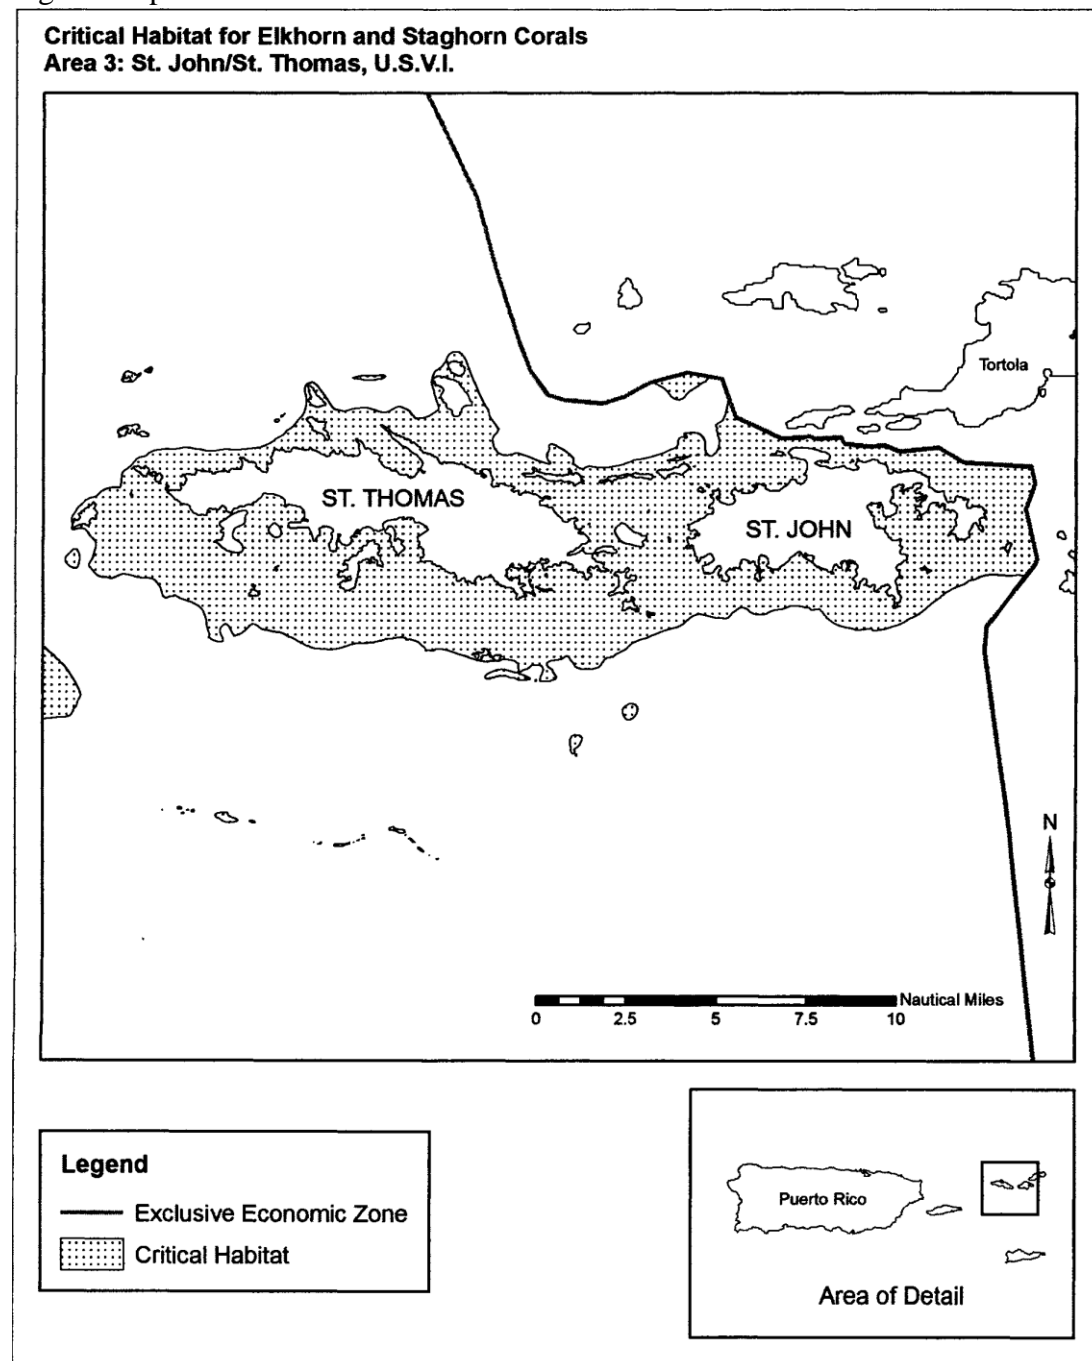 Critical Habitat for Elkhorn and Staghorn Corals
Area 3: St. John/St. Thomas, U.S.V.I.
Tortola
ST. THOMAS
ST. JOHN
N
Nautical Miles
0 2.5 5 7.5 10
Legend
Exclusive Economic Zone
Critical Habitat
Puerto Rico
Area of Detail